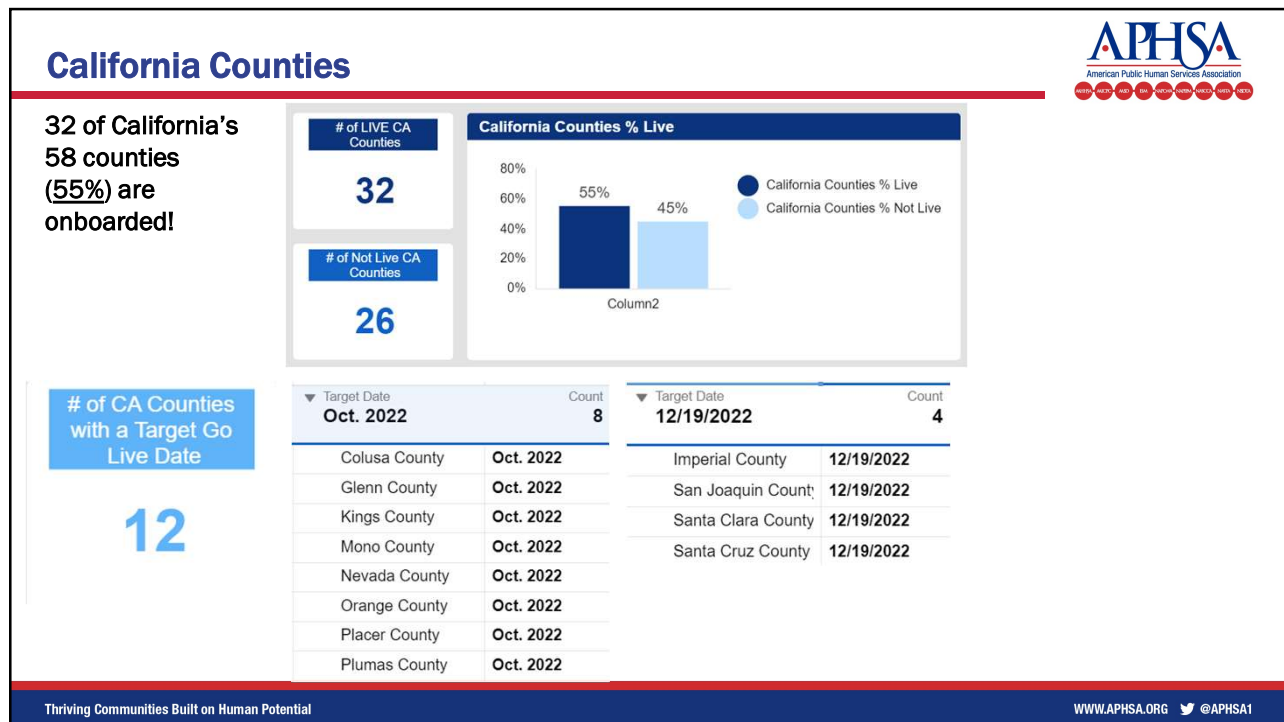 California Counties
APHSA
American Public Human Services Association
32 of California's
58 counties
(55%) are
onboarded!
# of LIVE CA
Counties
32
# of Not Live CA
Counties
26
California Counties % Live
80%
60%
40%
20%
0%
55%
45%
Column2
California Counties % Live
California Counties % Not Live
# of CA Counties
with a Target Go
Live Date
12
Target Date Count
Oct. 2022 8
Colusa County Oct. 2022
Glenn County Oct. 2022
Kings County Oct. 2022
Mono County Oct. 2022
Nevada County Oct. 2022
Orange County Oct. 2022
Placer County Oct. 2022
Plumas County Oct. 2022
Target Date Count
12/19/2022 4
Imperial County 12/19/2022
San Joaquin County 12/19/2022
Santa Clara County 12/19/2022
Santa Cruz County 12/19/2022
Thriving Communities Built on Human Potential
WWW.APHSA.ORG @APHSA1